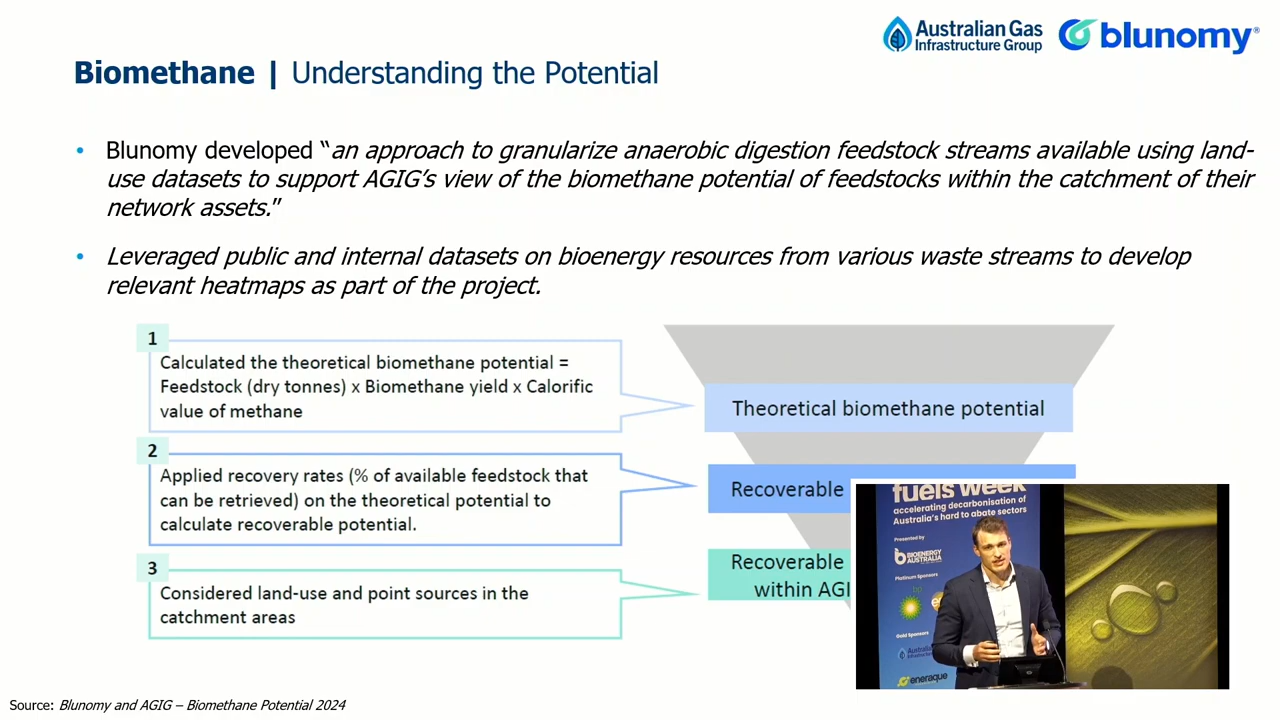 Australian Gas
Infrastructure Group
blunomy®
Biomethane | Understanding the Potential
• Blunomy developed “an approach to granularize anaerobic digestion feedstock streams available using land-
use datasets to support AGIG’s view of the biomethane potential of feedstocks within the catchment of their
network assets.”
• Leveraged public and internal datasets on bioenergy resources from various waste streams to develop
relevant heatmaps as part of the project.
1
Calculated the theoretical biomethane potential =
Feedstock (dry tonnes) x Biomethane yield x Calorific
value of methane
Theoretical biomethane potential
2
Applied recovery rates (% of available feedstock that
can be retrieved) on the theoretical potential to
calculate recoverable potential.
Recoverable
3
Considered land-use and point sources in the
catchment areas
Recoverable
within AGI
fuels week
accelerating decarbonisation of
Australia's hard to abate sectors
Presented by
BIOENERGY
AUSTRALIA
Platinum Sponsors
bp
Gold Sponsors
Australian
Infrastructure
eneraque
Source: Blunomy and AGIG – Biomethane Potential 2024